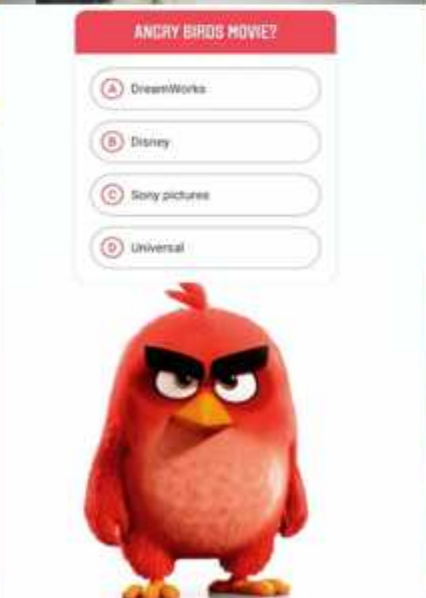 ANGRY BIRDS MOVIE?
A DreamWorks
B Disney
C Sony pictures
D Universal